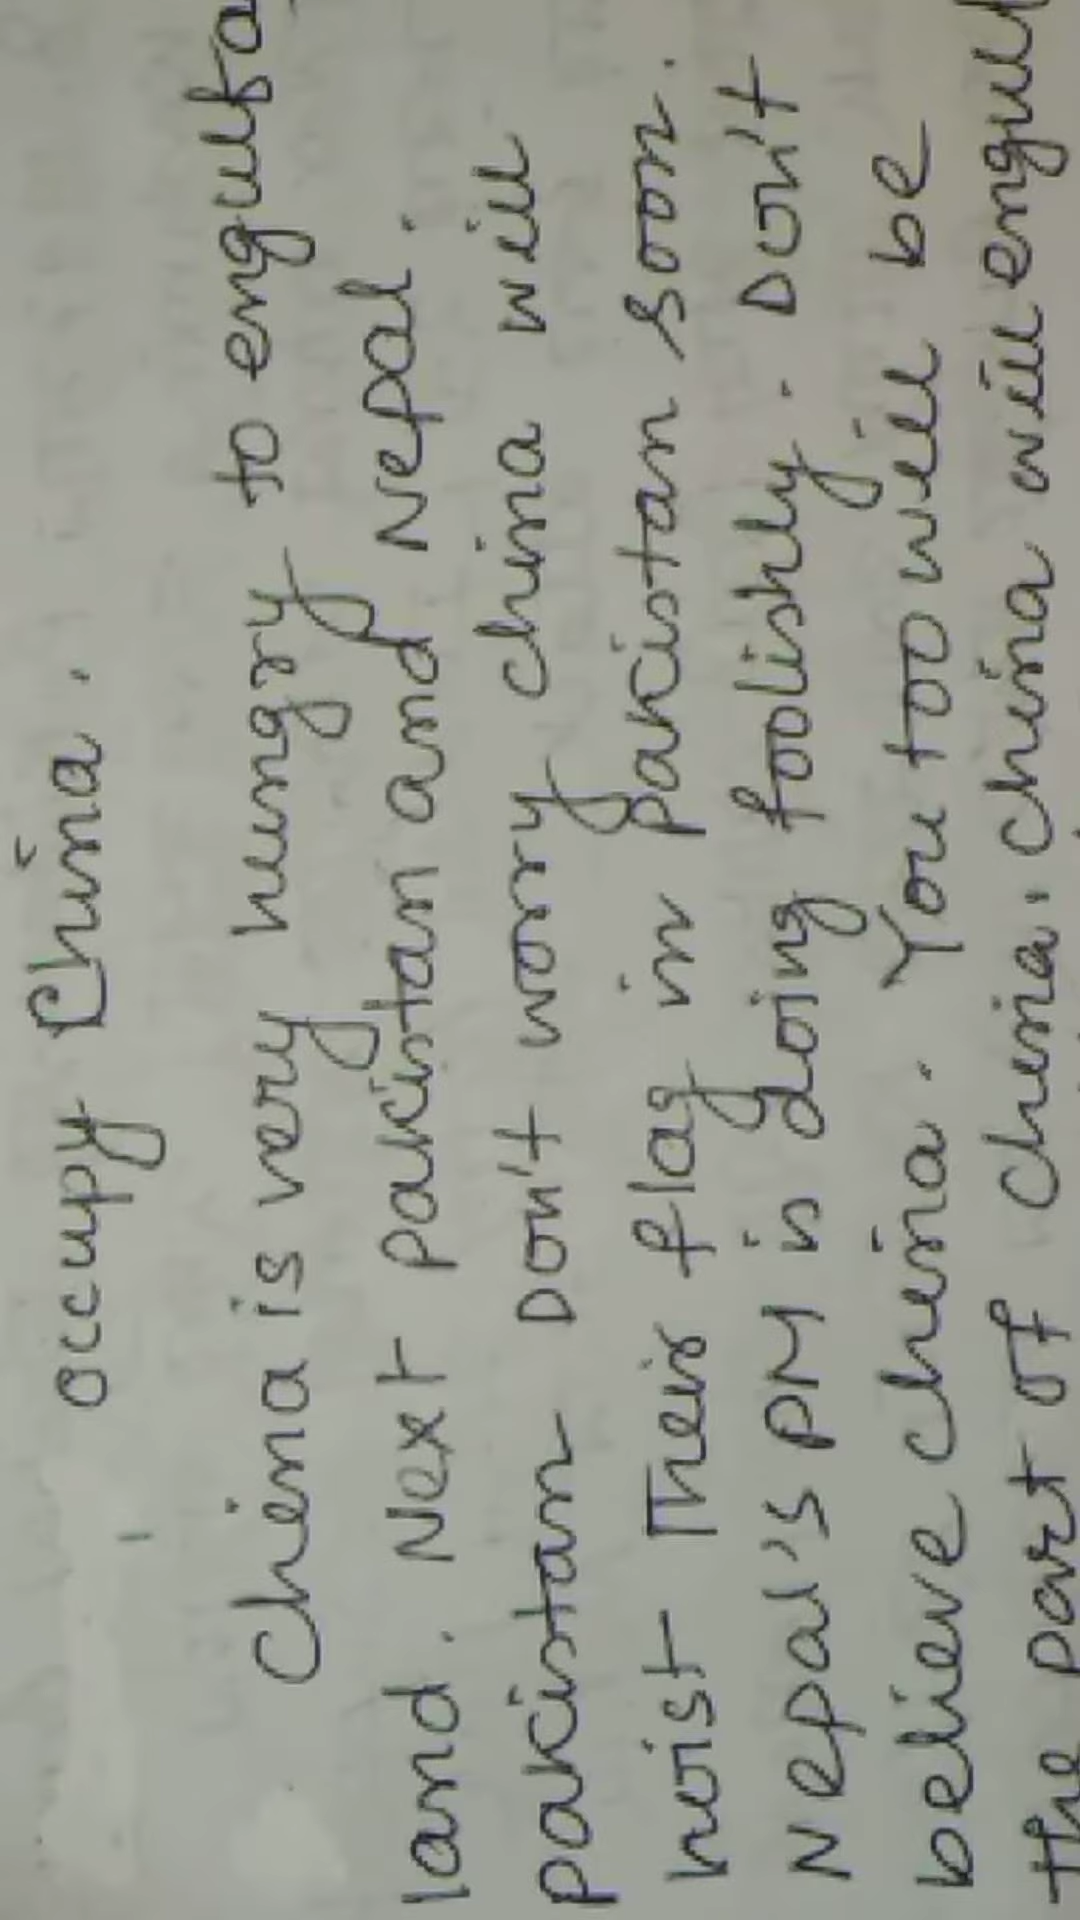 occupy China.
China is very hungry to engulf
land. Next pakistan and Nepal.
pakistan Don't worry china will
hoist Their flag in pakistan soon.
Nepal's PM is doing foolishly. Don't
believe china. You too will be
the part of china. china will engulf